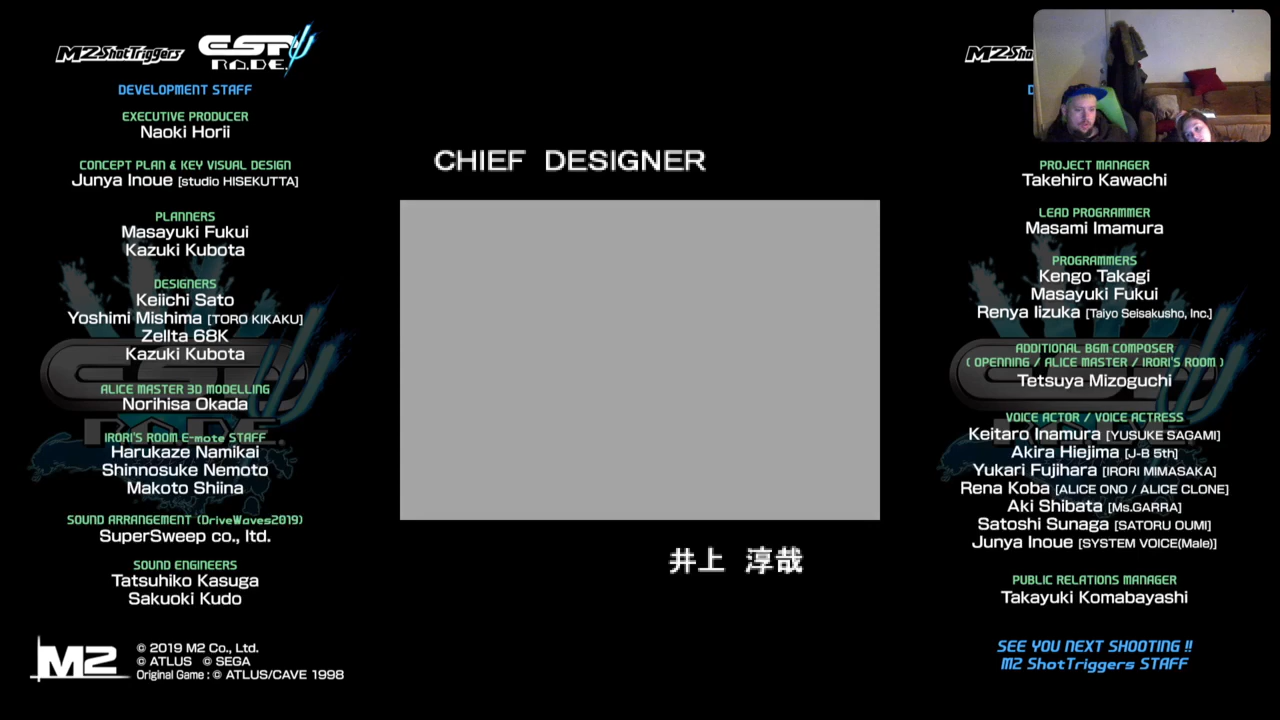 M2 ShotTriggers
ESP RA.DE. ψ
DEVELOPMENT STAFF
EXECUTIVE PRODUCER
Naoki Horii
CONCEPT PLAN & KEY VISUAL DESIGN
Junya Inoue [studio HISEKUTTA]
PLANNERS
Masayuki Fukui
Kazuki Kubota
DESIGNERS
Keiichi Sato
Yoshimi Mishima [TORO KIKAKU]
Zellta 68K
Kazuki Kubota
ALICE MASTER 3D MODELLING
Norihisa Okada
IRORI'S ROOM E-mote STAFF
Harukaze Namikai
Shinnosuke Nemoto
Makoto Shiina
SOUND ARRANGEMENT (DriveWaves2019)
SuperSweep co., ltd.
SOUND ENGINEERS
Tatsuhiko Kasuga
Sakuoki Kudo
M2
© 2019 M2 Co., Ltd.
© ATLUS © SEGA
Original Game : © ATLUS/CAVE 1998
CHIEF DESIGNER
井上 淳哉
M2 Sho
PROJECT MANAGER
Takehiro Kawachi
LEAD PROGRAMMER
Masami Imamura
PROGRAMMERS
Kengo Takagi
Masayuki Fukui
Renya Iizuka [Taiyo Seisakusho, Inc.]
ADDITIONAL BGM COMPOSER
( OPENNING / ALICE MASTER / IRORI'S ROOM )
Tetsuya Mizoguchi
VOICE ACTOR / VOICE ACTRESS
Keitaro Inamura [YUSUKE SAGAMI]
Akira Hiejima [J-B 5th]
Yukari Fujihara [IRORI MIMASAKA]
Rena Koba [ALICE ONO / ALICE CLONE]
Aki Shibata [Ms.GARRA]
Satoshi Sunaga [SATORU OUMI]
Junya Inoue [SYSTEM VOICE(Male)]
PUBLIC RELATIONS MANAGER
Takayuki Komabayashi
SEE YOU NEXT SHOOTING !!
M2 ShotTriggers STAFF